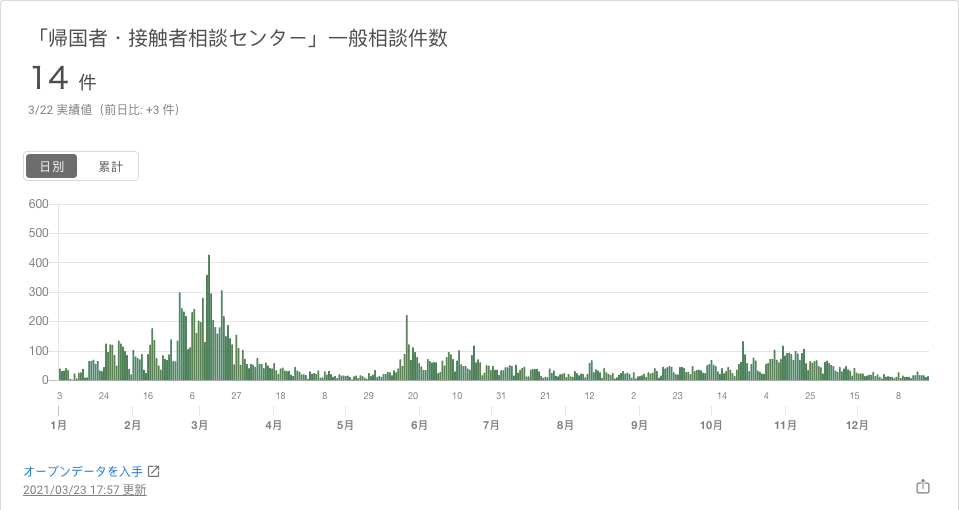 「帰国者・接触者相談センター」一般相談件数
14 件
3/22 実績値（前日比: +3 件）
日別 累計
600
500
400
300
200
100
0
3 24 16 6 27 18 8 29 20 10 31 21 12 2 23 14 4 25 15 8
1月 2月 3月 4月 5月 6月 7月 8月 9月 10月 11月 12月
オープンデータを入手
2021/03/23 17:57 更新